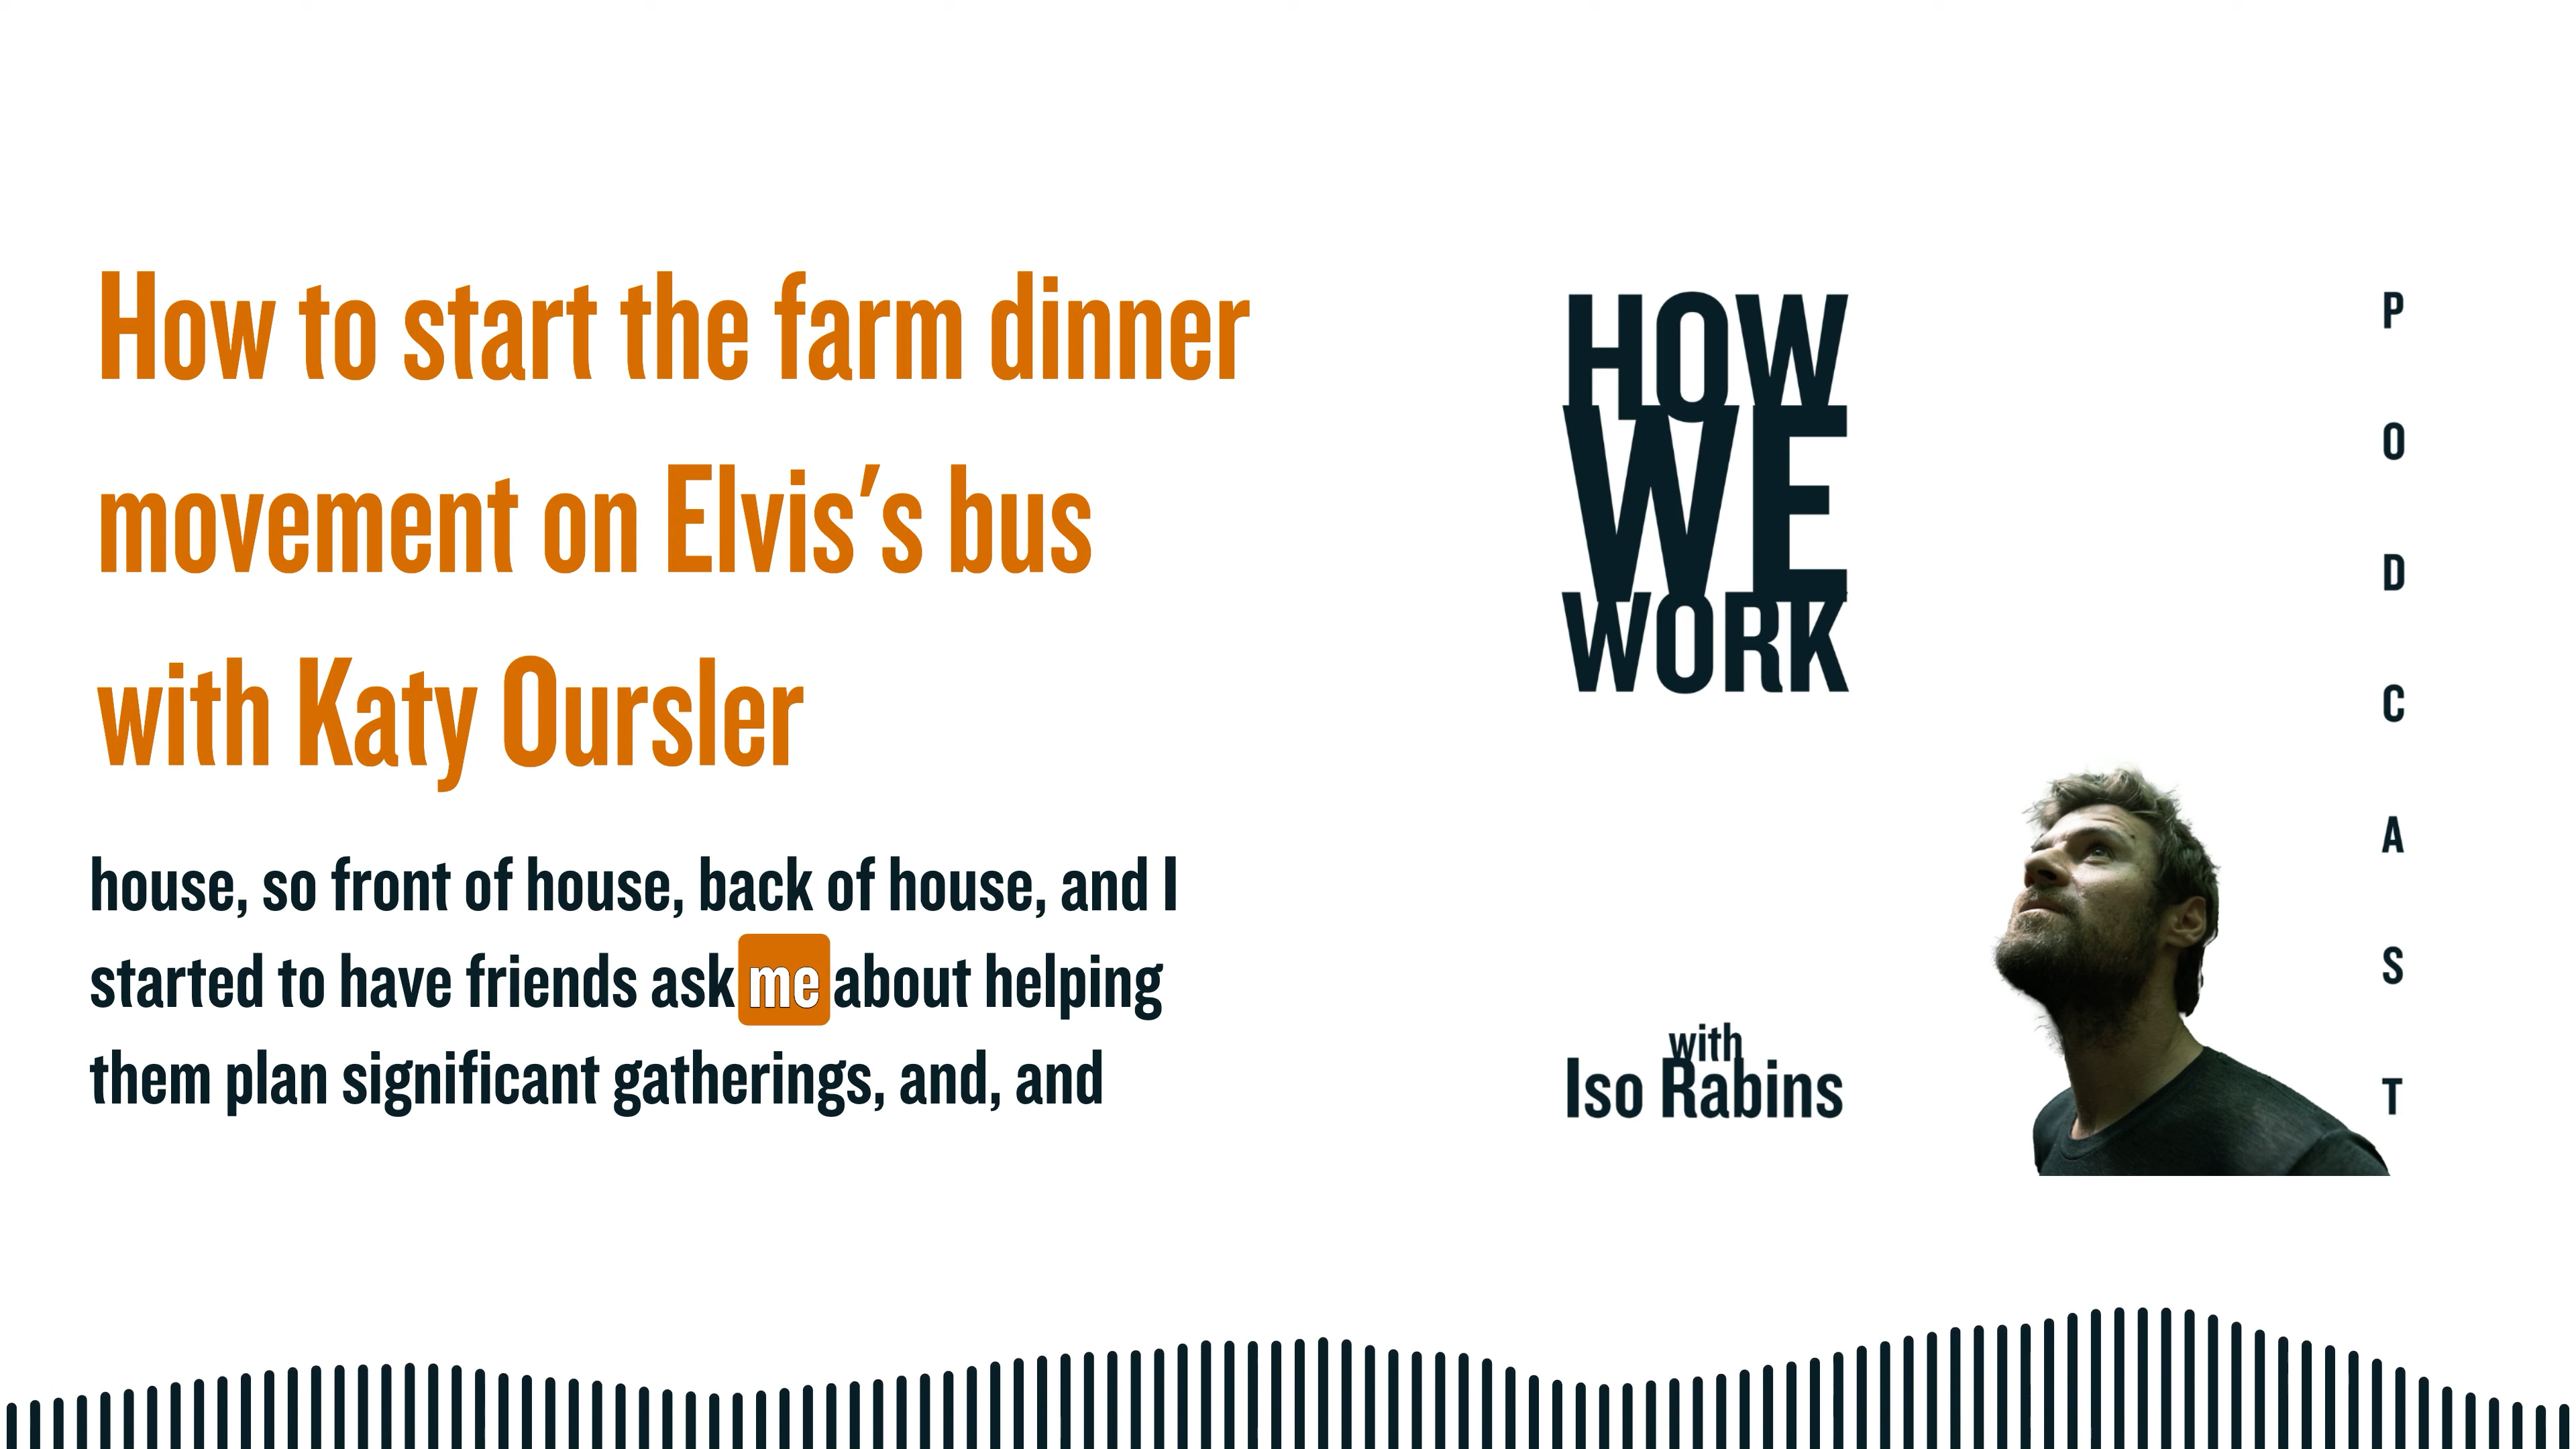 How to start the farm dinner
movement on Elvis's bus
with Katy Oursler
house, so front of house, back of house, and I
started to have friends ask me about helping
them plan significant gatherings, and, and
HOW
WE
WORK
with
Iso Rabins
PODCAST